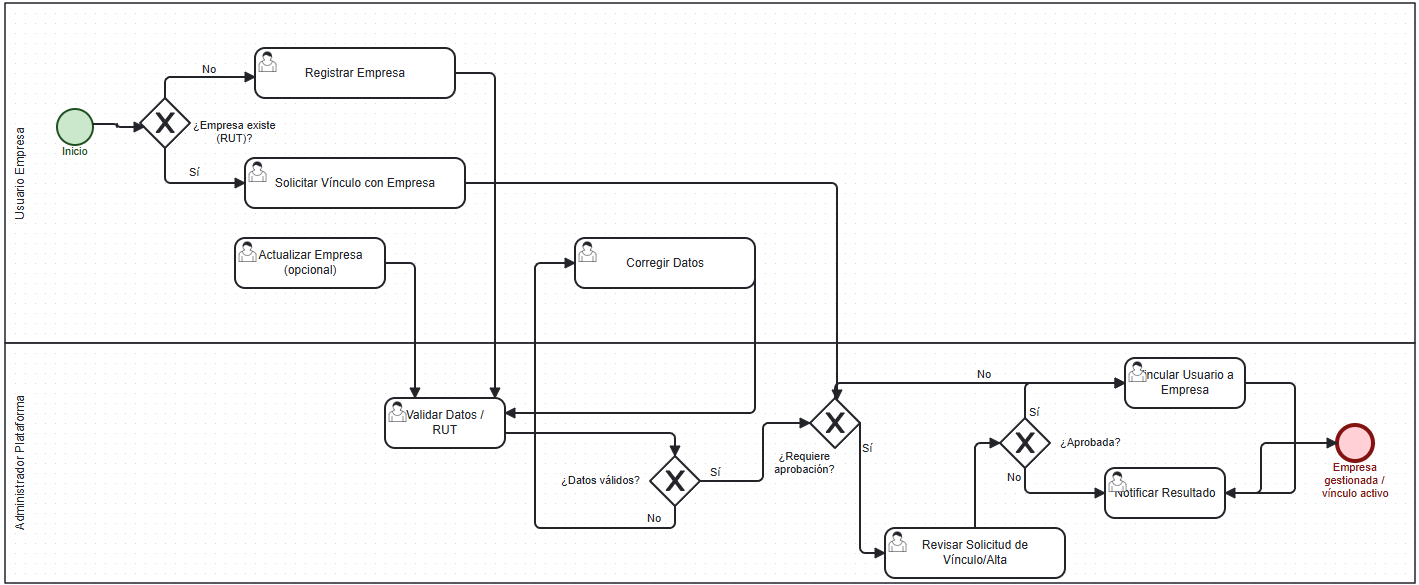 Usuario Empresa
Inicio
¿Empresa existe
(RUT)?
No
Registrar Empresa
Sí
Solicitar Vínculo con Empresa
Actualizar Empresa
(opcional)
Corregir Datos
Administrador Plataforma
Validar Datos /
RUT
¿Datos válidos?
Sí
No
¿Requiere
aprobación?
No
Sí
Revisar Solicitud de
Vínculo/Alta
¿Aprobada?
Sí
No
Vincular Usuario a
Empresa
Notificar Resultado
Empresa
gestionada /
vínculo activo